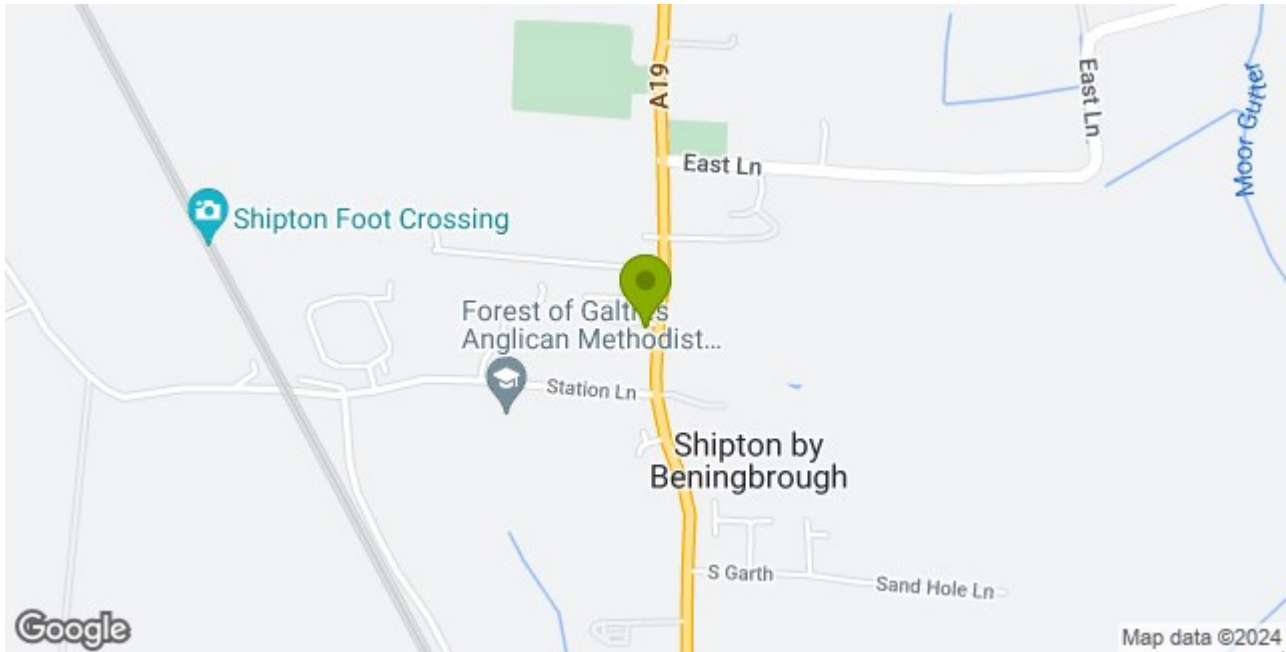 A19
East Ln
East Ln
Moor Gutter
Shipton Foot Crossing
Forest of Galtres
Anglican Methodist...
Station Ln
Shipton by
Beningbrough
S Garth
Sand Hole Ln
Google
Map data ©2024